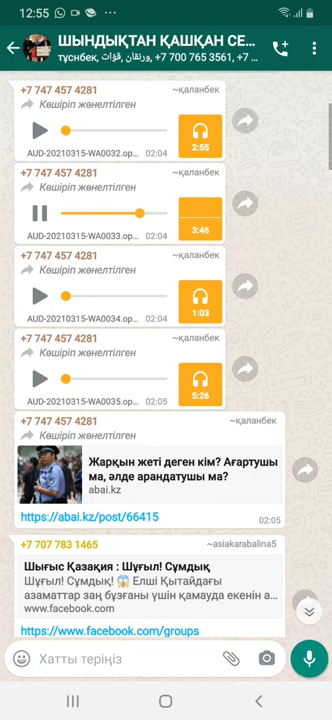 12:55
ШЫНДЫҚТАН ҚАШҚАН СЕ...
түснбек, ورنقان, قۇات, +7 700 765 3561, +7 ...
+7 747 457 4281 ~қаланбек
Көшіріп жөнелтілген
2:55
AUD-20210315-WA0032.op... 02:04
+7 747 457 4281 ~қаланбек
Көшіріп жөнелтілген
3:46
AUD-20210315-WA0033.op... 02:04
+7 747 457 4281 ~қаланбек
Көшіріп жөнелтілген
1:03
AUD-20210315-WA0034.op... 02:04
+7 747 457 4281 ~қаланбек
Көшіріп жөнелтілген
5:26
AUD-20210315-WA0035.op... 02:05
+7 747 457 4281 ~қаланбек
Көшіріп жөнелтілген
Жарқын жеті деген кім? Ағартушы
ма, әлде арандатушы ма?
abai.kz
https://abai.kz/post/66415
02:05
+7 707 783 1465 ~asiakarabalina5
Шығыс Қазақия : Шұғыл! Сұмдық
Шұғыл! Сұмдық! 😱 Елші Қытайдағы
азаматтар заң бұзғаны үшін қамауда екенін а...
www.facebook.com
https://www.facebook.com/groups
Хатты теріңіз